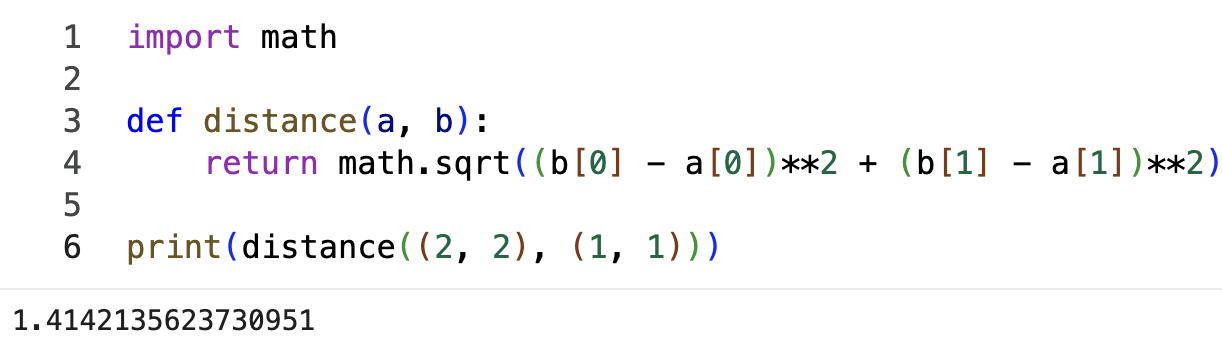 1 import math
2
3 def distance(a, b):
4     return math.sqrt((b[0] - a[0])**2 + (b[1] - a[1])**2)
5
6 print(distance((2, 2), (1, 1)))
1.4142135623730951